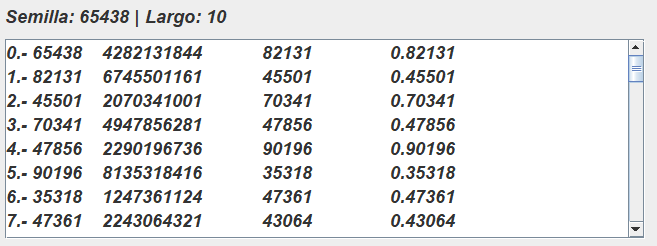 Semilla: 65438 | Largo: 10
0.- 65438 4282131844 82131 0.82131
1.- 82131 6745501161 45501 0.45501
2.- 45501 2070341001 70341 0.70341
3.- 70341 4947856281 47856 0.47856
4.- 47856 2290196736 90196 0.90196
5.- 90196 8135318416 35318 0.35318
6.- 35318 1247361124 47361 0.47361
7.- 47361 2243064321 43064 0.43064